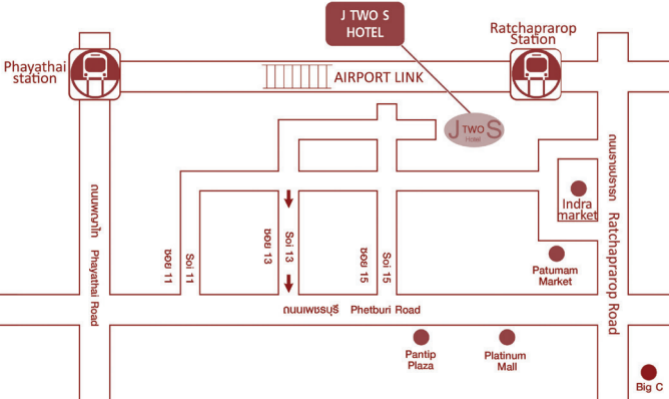 J TWO S
HOTEL
Ratchaprarop
Station
Phayathai
station
AIRPORT LINK
J TWO S
ถนนพญาไท Phayathai Road
ถนนราชปรารภ Ratchaprarop Road
Indra
market
Patumam
Market
ซอย 11
Soi 11
ซอย 13
Soi 13
ซอย 15
Soi 15
ถนนเพชรบุรี Phetburi Road
Pantip
Plaza
Platinum
Mall
Big C